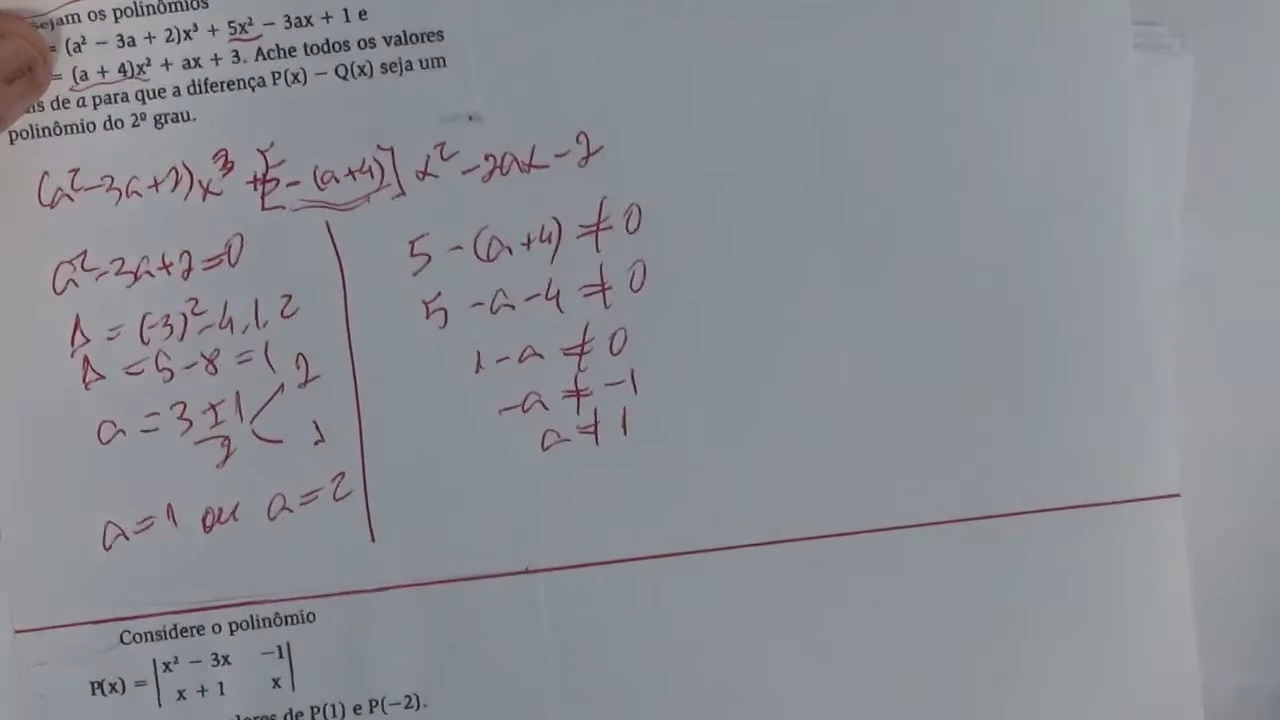 sejam os polinômios
= (a² − 3a + 2)x³ + 5x² − 3ax + 1 e
= (a + 4)x² + ax + 3. Ache todos os valores
de a para que a diferença P(x) − Q(x) seja um
polinômio do 2º grau.
(a²-3a+2)x³ + [5 - (a+4)] x² - 2ax - 2
a²-3a+2=0
Δ = (-3)²-4.1.2
Δ = 5-8 = 1
a = 3 ± 1 / 2 < 2 1
a=1 ou a=2
5 - (a+4) ≠ 0
5 - a - 4 ≠ 0
1 - a ≠ 0
-a ≠ -1
a ≠ 1
Considere o polinômio
P(x) = | x² − 3x −1 |
| x + 1 x |
de P(1) e P(−2).